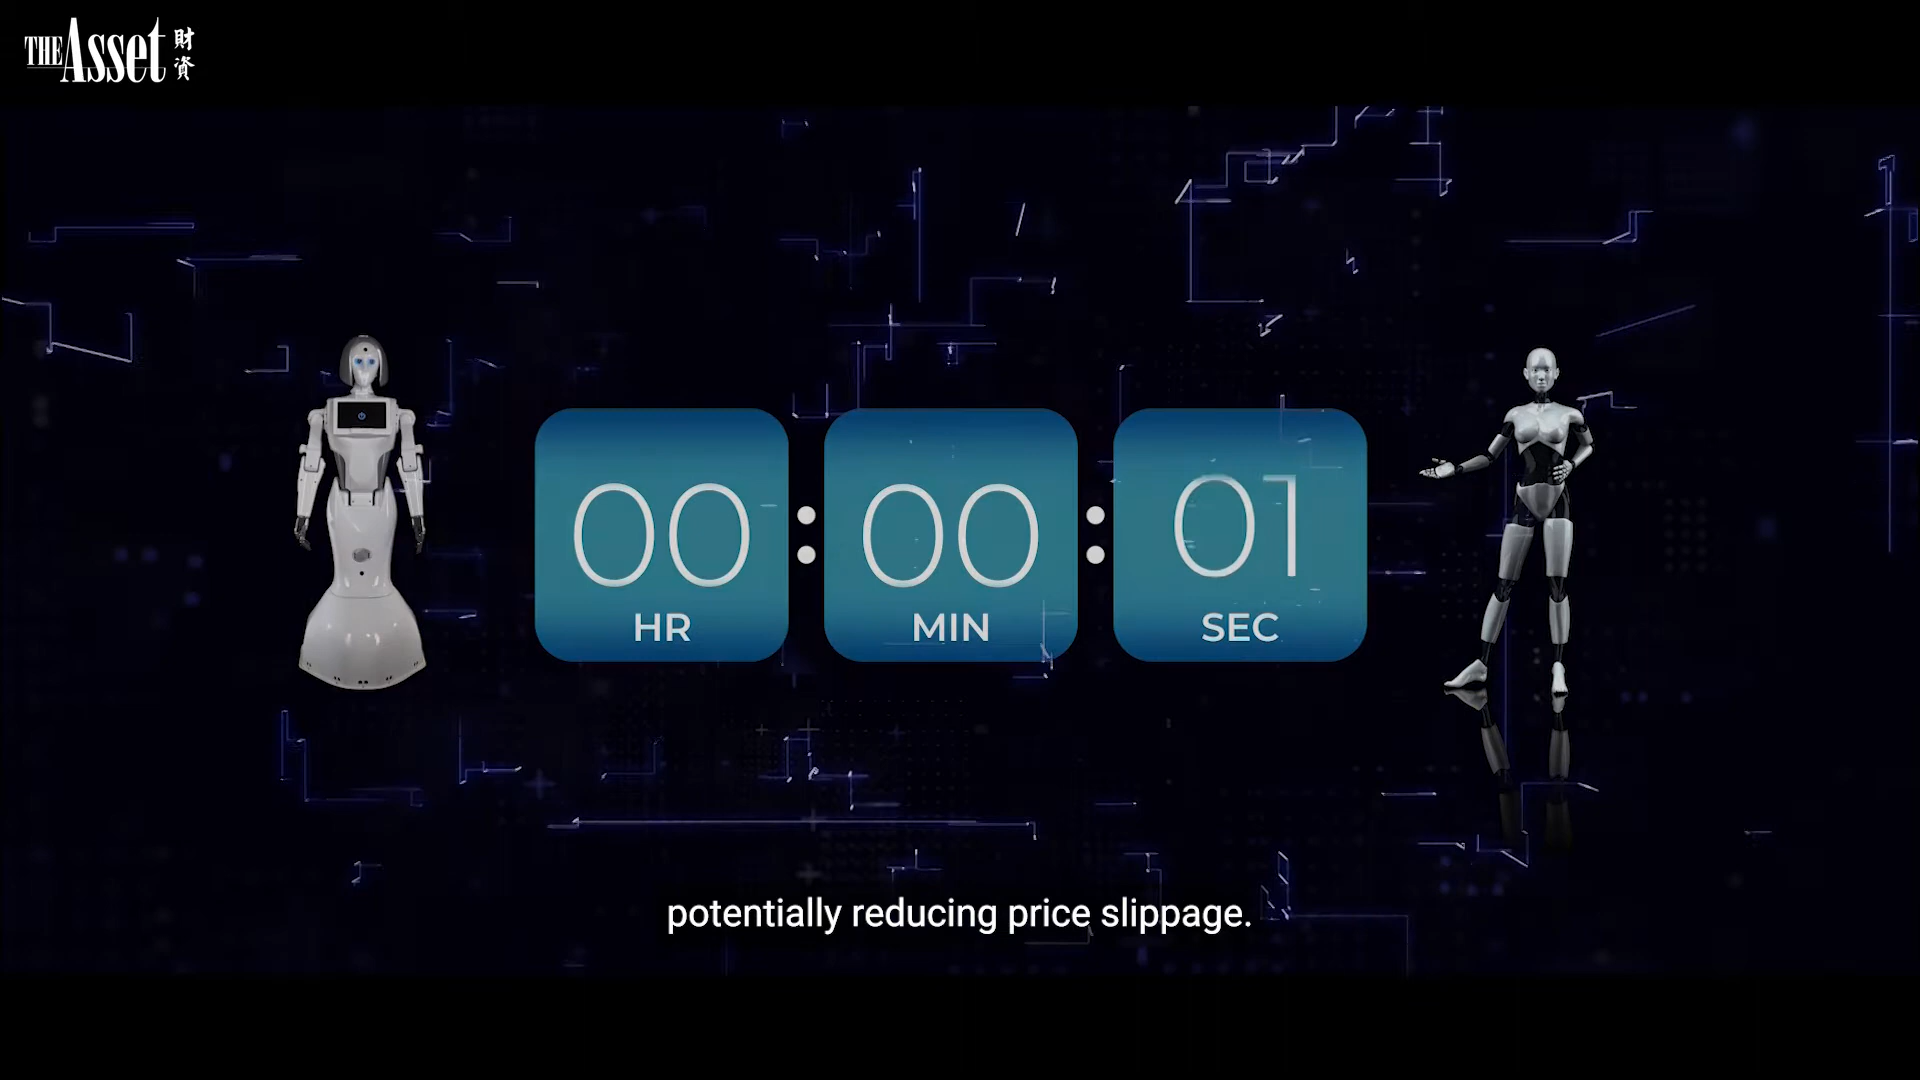 THE Asset 財資
00 : 00 : 01
HR MIN SEC
potentially reducing price slippage.